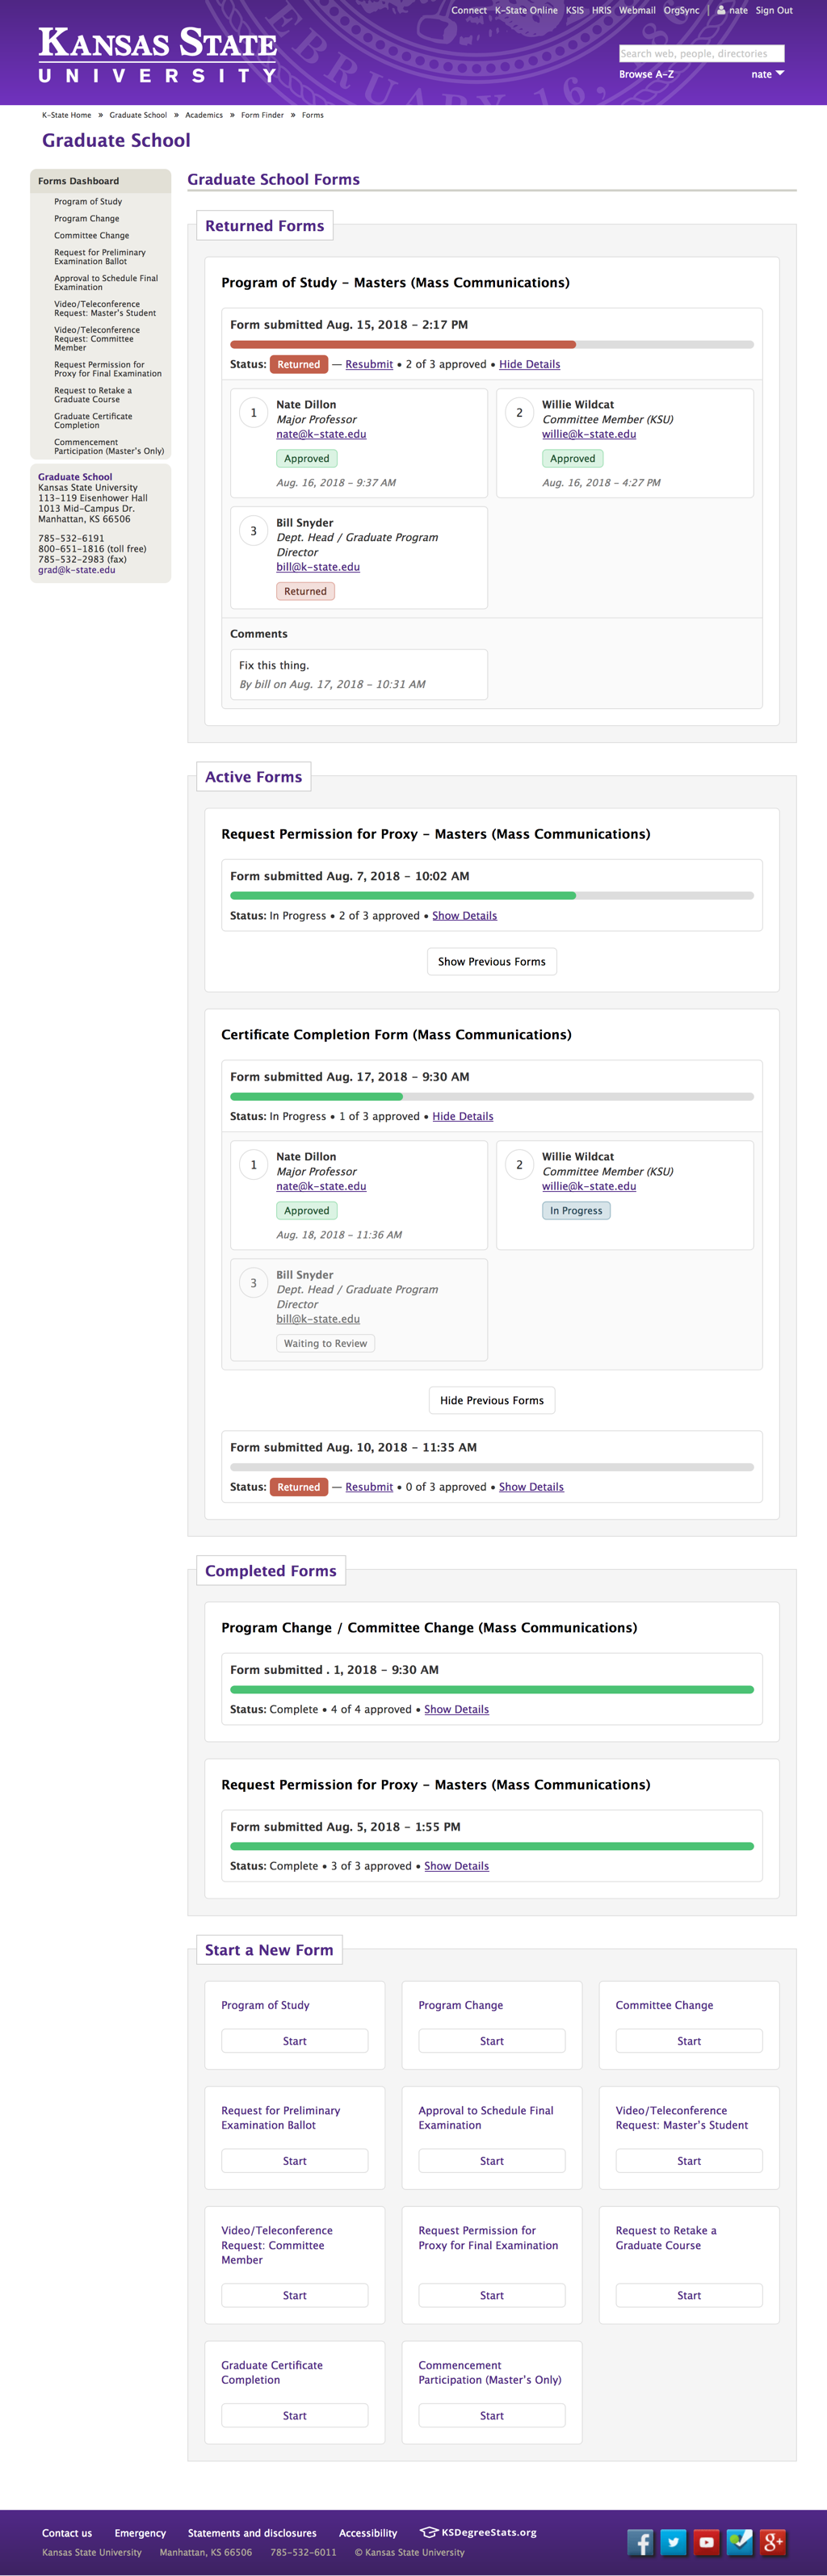 Connect K-State Online KSIS HRIS Webmail OrgSync | nate Sign Out
KANSAS STATE
UNIVERSITY
Search web, people, directories
Browse A-Z nate
FEBRUARY 16,
K-State Home » Graduate School » Academics » Form Finder » Forms
Graduate School
Forms Dashboard
Program of Study
Program Change
Committee Change
Request for Preliminary
Examination Ballot
Approval to Schedule Final
Examination
Video/Teleconference
Request: Master's Student
Video/Teleconference
Request: Committee
Member
Request Permission for
Proxy for Final Examination
Request to Retake a
Graduate Course
Graduate Certificate
Completion
Commencement
Participation (Master's Only)
Graduate School
Kansas State University
113-119 Eisenhower Hall
1013 Mid-Campus Dr.
Manhattan, KS 66506
785-532-6191
800-651-1816 (toll free)
785-532-2983 (fax)
grad@k-state.edu
Graduate School Forms
Returned Forms
Program of Study – Masters (Mass Communications)
Form submitted Aug. 15, 2018 – 2:17 PM
Status: Returned — Resubmit • 2 of 3 approved • Hide Details
1
Nate Dillon
Major Professor
nate@k-state.edu
Approved
Aug. 16, 2018 – 9:37 AM
2
Willie Wildcat
Committee Member (KSU)
willie@k-state.edu
Approved
Aug. 16, 2018 – 4:27 PM
3
Bill Snyder
Dept. Head / Graduate Program
Director
bill@k-state.edu
Returned
Comments
Fix this thing.
By bill on Aug. 17, 2018 – 10:31 AM
Active Forms
Request Permission for Proxy – Masters (Mass Communications)
Form submitted Aug. 7, 2018 – 10:02 AM
Status: In Progress • 2 of 3 approved • Show Details
Show Previous Forms
Certificate Completion Form (Mass Communications)
Form submitted Aug. 17, 2018 – 9:30 AM
Status: In Progress • 1 of 3 approved • Hide Details
1
Nate Dillon
Major Professor
nate@k-state.edu
Approved
Aug. 18, 2018 – 11:36 AM
2
Willie Wildcat
Committee Member (KSU)
willie@k-state.edu
In Progress
3
Bill Snyder
Dept. Head / Graduate Program
Director
bill@k-state.edu
Waiting to Review
Hide Previous Forms
Form submitted Aug. 10, 2018 – 11:35 AM
Status: Returned — Resubmit • 0 of 3 approved • Show Details
Completed Forms
Program Change / Committee Change (Mass Communications)
Form submitted . 1, 2018 – 9:30 AM
Status: Complete • 4 of 4 approved • Show Details
Request Permission for Proxy – Masters (Mass Communications)
Form submitted Aug. 5, 2018 – 1:55 PM
Status: Complete • 3 of 3 approved • Show Details
Start a New Form
Program of Study
Start
Program Change
Start
Committee Change
Start
Request for Preliminary
Examination Ballot
Start
Approval to Schedule Final
Examination
Start
Video/Teleconference
Request: Master's Student
Start
Video/Teleconference
Request: Committee
Member
Start
Request Permission for
Proxy for Final Examination
Start
Request to Retake a
Graduate Course
Start
Graduate Certificate
Completion
Start
Commencement
Participation (Master's Only)
Start
Contact us Emergency Statements and disclosures Accessibility KSDegreeStats.org
Kansas State University Manhattan, KS 66506 785-532-6011 © Kansas State University